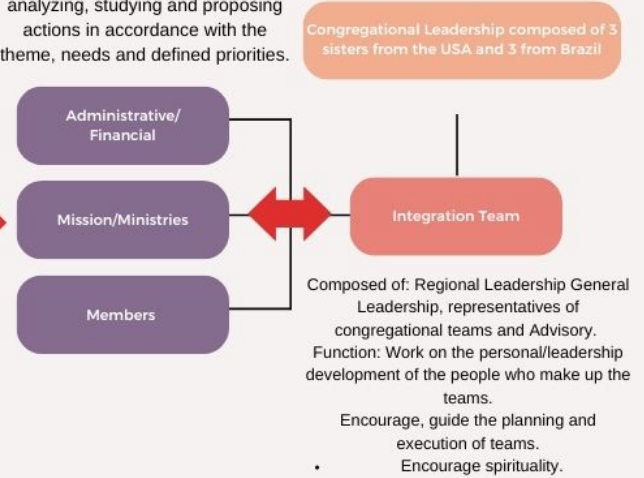 analyzing, studying and proposing
actions in accordance with the
theme, needs and defined priorities.
Congregational Leadership composed of 3
sisters from the USA and 3 from Brazil
Administrative/
Financial
Mission/Ministries
Members
Integration Team
Composed of: Regional Leadership General
Leadership, representatives of
congregational teams and Advisory.
Function: Work on the personal/leadership
development of the people who make up the
teams.
Encourage, guide the planning and
execution of teams.
• Encourage spirituality.